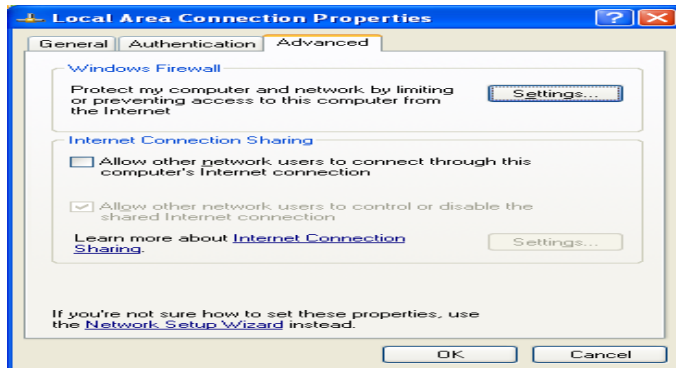 Local Area Connection Properties
General Authentication Advanced
Windows Firewall
Protect my computer and network by limiting
or preventing access to this computer from
the Internet
Settings...
Internet Connection Sharing
Allow other network users to connect through this
computer's Internet connection
Allow other network users to control or disable the
shared Internet connection
Learn more about Internet Connection
Sharing.
Settings...
If you're not sure how to set these properties, use
the Network Setup Wizard instead.
OK Cancel